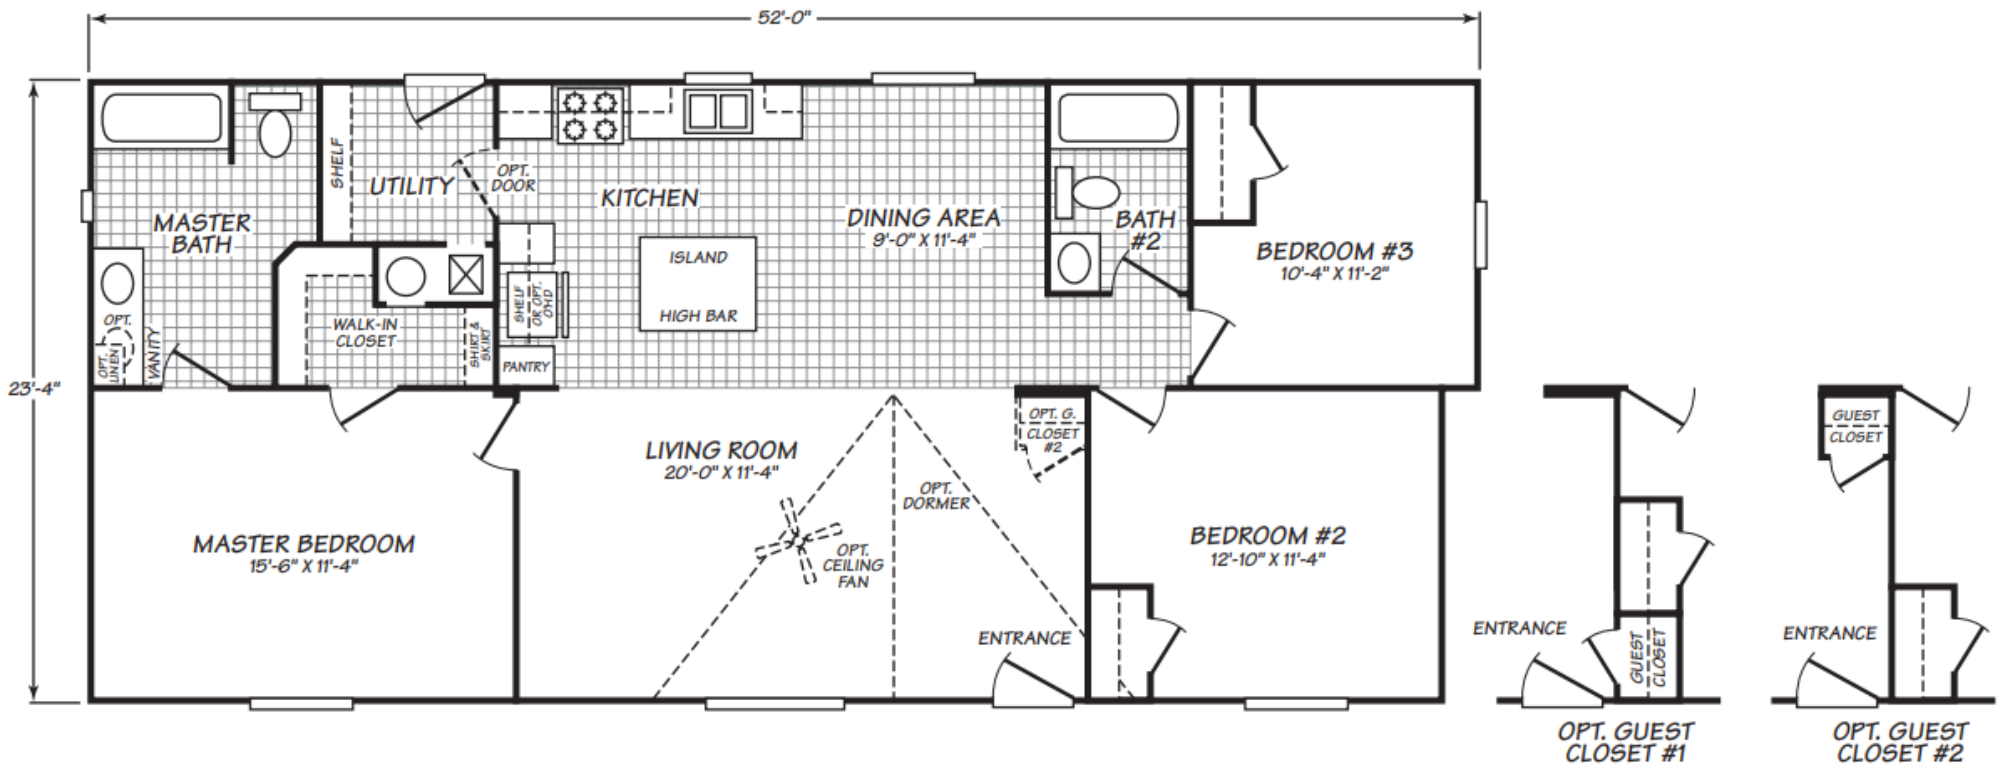 52'-0"
23'-4"
MASTER
BATH
OPT.
OPT.
LINEN
VANITY
SHELF
UTILITY
OPT.
DOOR
WALK-IN
CLOSET
SHIRT &
SKIRT
KITCHEN
SHELF
OR OPT.
O'HD
PANTRY
ISLAND
HIGH BAR
DINING AREA
9'-0" X 11'-4"
BATH
#2
BEDROOM #3
10'-4" X 11'-2"
MASTER BEDROOM
15'-6" X 11'-4"
LIVING ROOM
20'-0" X 11'-4"
OPT.
CEILING
FAN
OPT.
DORMER
OPT. G.
CLOSET
#2
ENTRANCE
BEDROOM #2
12'-10" X 11'-4"
ENTRANCE
GUEST
CLOSET
OPT. GUEST
CLOSET #1
GUEST
CLOSET
ENTRANCE
OPT. GUEST
CLOSET #2